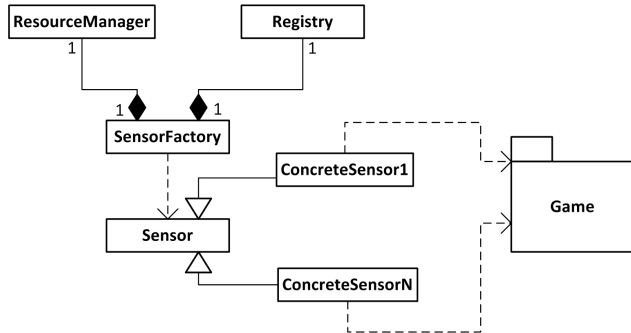 ResourceManager
Registry
1
1
1
1
SensorFactory
ConcreteSensor1
Game
Sensor
ConcreteSensorN